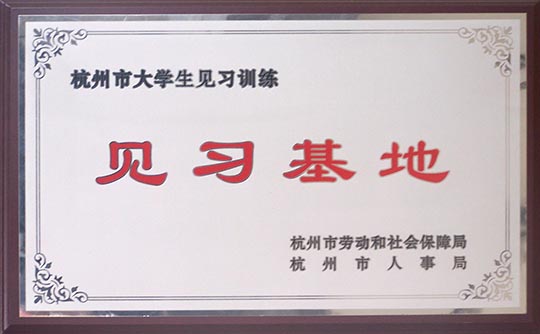 杭州市大学生见习训练
见习基地
杭州市劳动和社会保障局
杭州市人事局